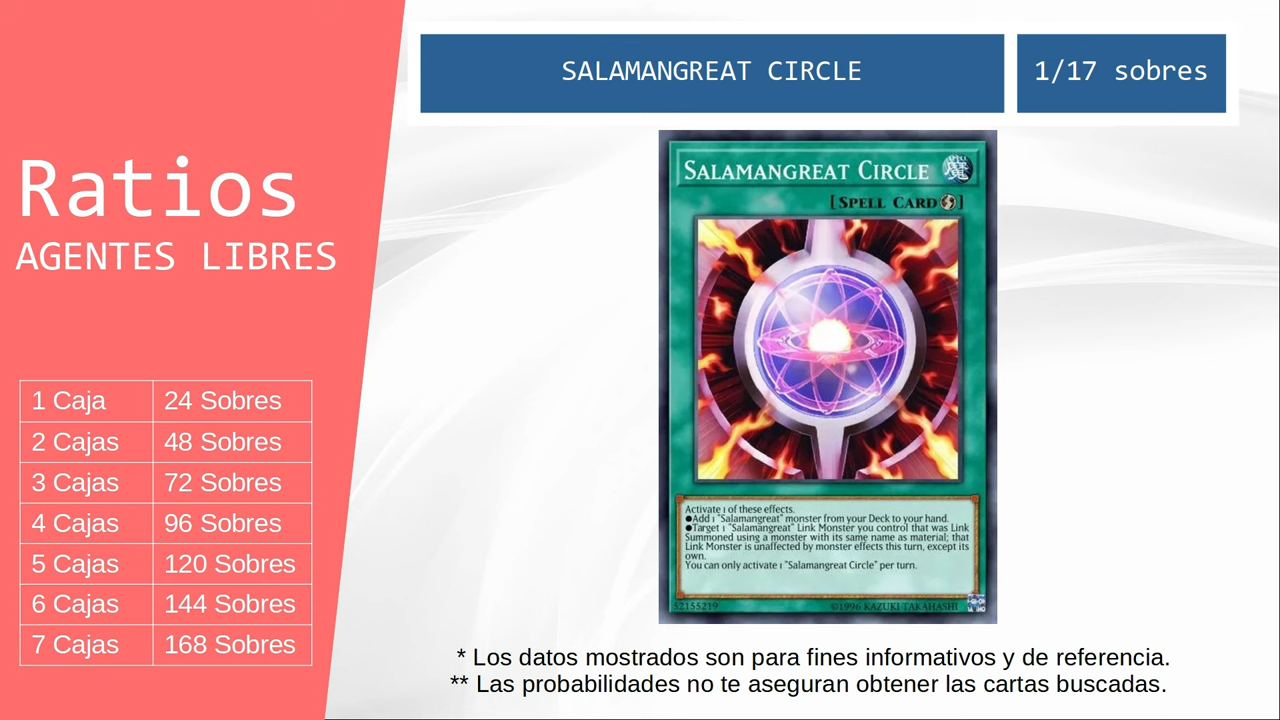 SALAMANGREAT CIRCLE
1/17 sobres
Ratios
AGENTES LIBRES
1 Caja 24 Sobres
2 Cajas 48 Sobres
3 Cajas 72 Sobres
4 Cajas 96 Sobres
5 Cajas 120 Sobres
6 Cajas 144 Sobres
7 Cajas 168 Sobres
SALAMANGREAT CIRCLE
魔
[SPELL CARD]
Activate 1 of these effects.
●Add 1 "Salamangreat" monster from your Deck to your hand.
●Target 1 "Salamangreat" Link Monster you control that was Link
Summoned using a monster with its same name as material; that
Link Monster is unaffected by monster effects this turn, except its
own.
You can only activate 1 "Salamangreat Circle" per turn.
52155219 ©1996 KAZUKI TAKAHASHI
* Los datos mostrados son para fines informativos y de referencia.
** Las probabilidades no te aseguran obtener las cartas buscadas.